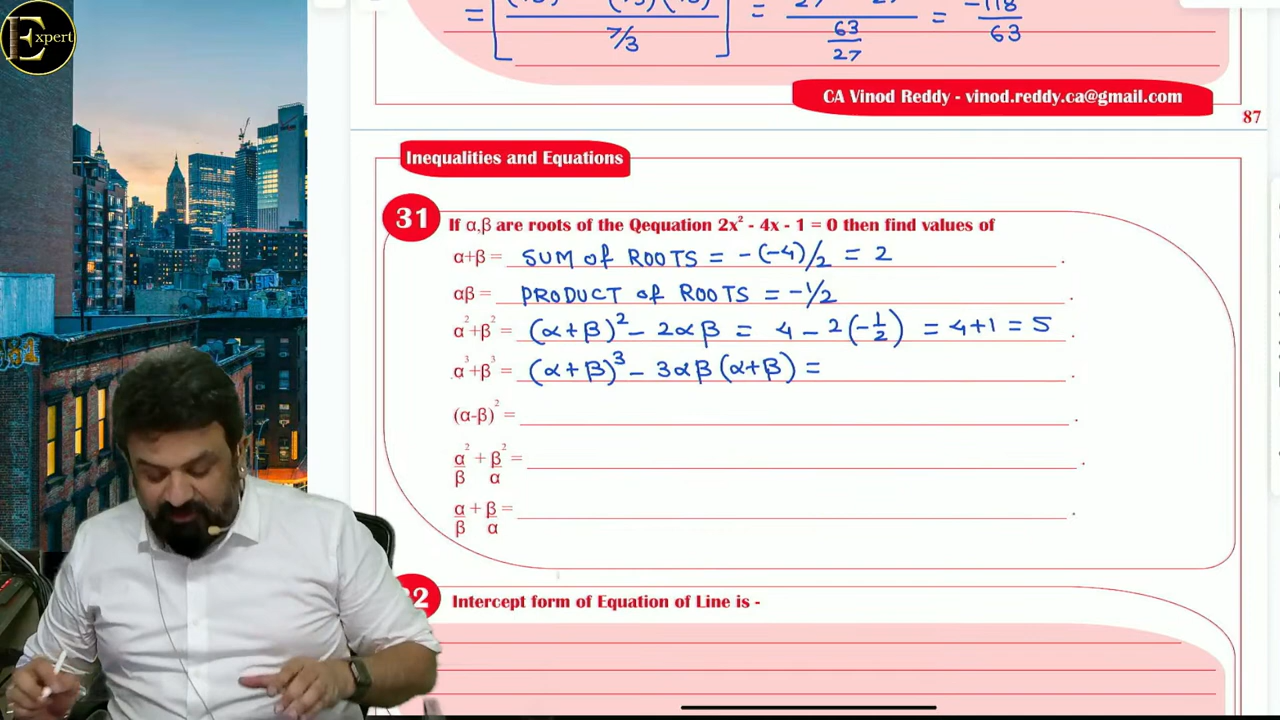 Expert
= 7/3 = 63 27 = -118 63
CA Vinod Reddy - vinod.reddy.ca@gmail.com
87
Inequalities and Equations
31 If α,β are roots of the Qequation 2x² - 4x - 1 = 0 then find values of
α+β = SUM of ROOTS = -(-4)/2 = 2 .
αβ = PRODUCT of ROOTS = -1/2 .
α²+β² = (α+β)² - 2αβ = 4 - 2(-1/2) = 4+1 = 5 .
α³+β³ = (α+β)³ - 3αβ(α+β) = .
(α-β)² = .
α²/β + β²/α = .
α/β + β/α = .
Intercept form of Equation of Line is -